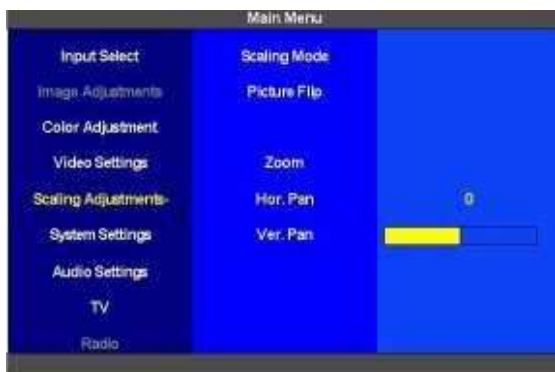 Main Menu
Input Select
Image Adjustments
Color Adjustment
Video Settings
Scaling Adjustments-
System Settings
Audio Settings
TV
Radio
Scaling Mode
Picture Flip
Zoom
Hor. Pan
Ver. Pan
0